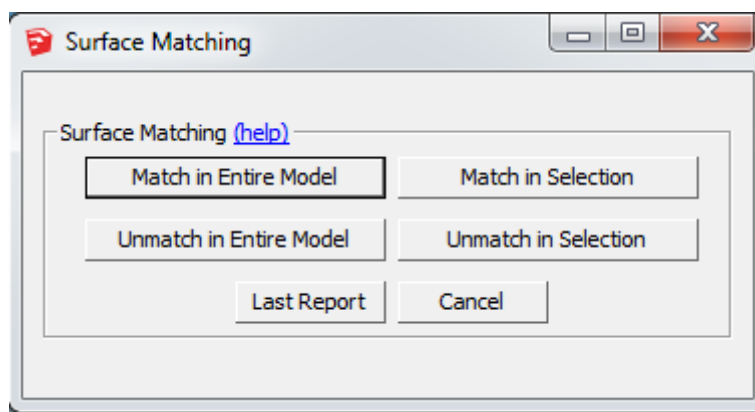 Surface Matching
Surface Matching (help)
Match in Entire Model Match in Selection
Unmatch in Entire Model Unmatch in Selection
Last Report Cancel